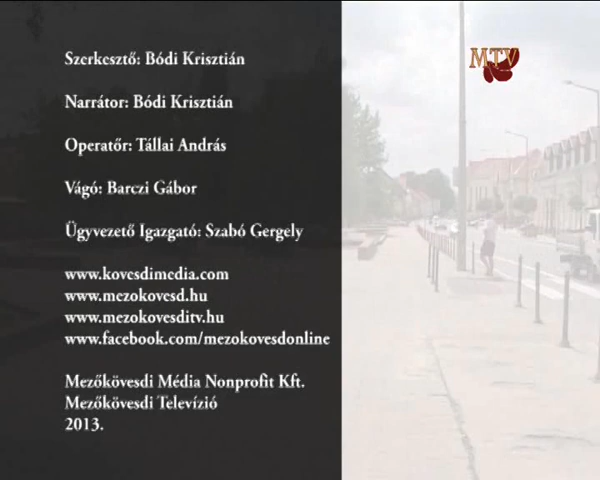 Szerkesztő: Bódi Krisztián
Narrátor: Bódi Krisztián
Operatőr: Tállai András
Vágó: Barczi Gábor
Ügyvezető Igazgató: Szabó Gergely
www.kovesdimedia.com
www.mezokovesd.hu
www.mezokovesditv.hu
www.facebook.com/mezokovesdonline
Mezőkövesdi Média Nonprofit Kft.
Mezőkövesdi Televízió
2013.
MTV